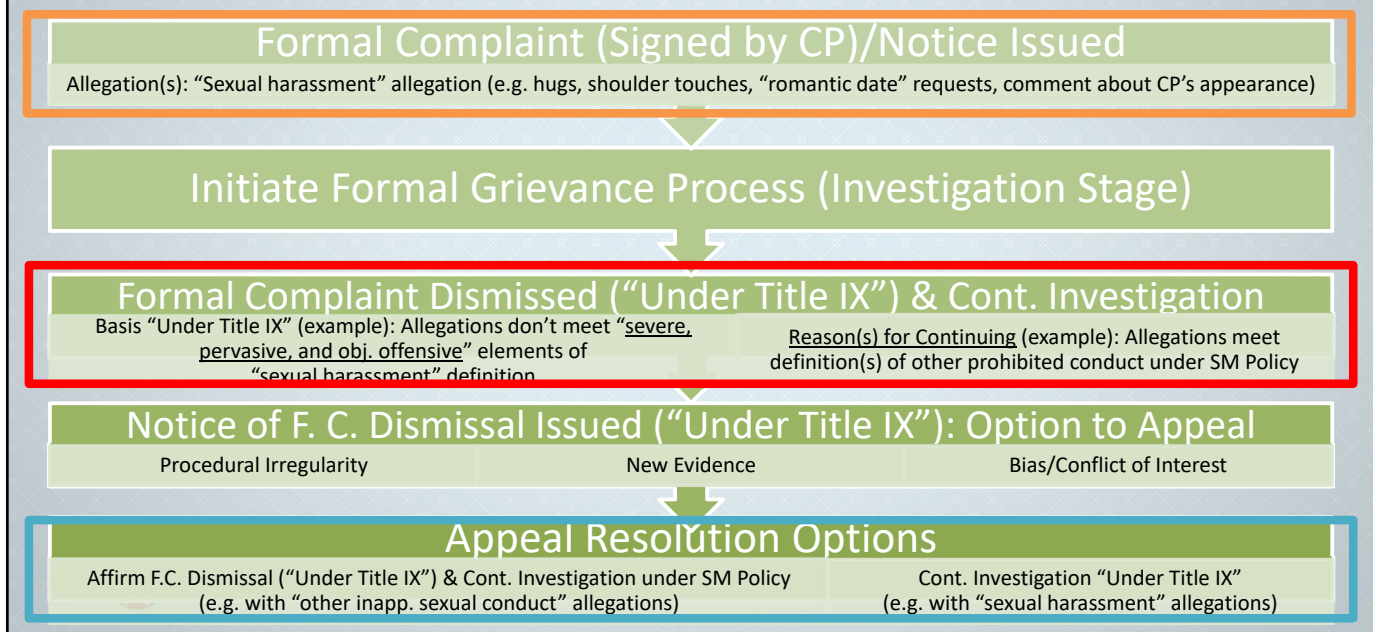 Formal Complaint (Signed by CP)/Notice Issued
Allegation(s): “Sexual harassment” allegation (e.g. hugs, shoulder touches, “romantic date” requests, comment about CP’s appearance)
Initiate Formal Grievance Process (Investigation Stage)
Formal Complaint Dismissed (“Under Title IX”) & Cont. Investigation
Basis “Under Title IX” (example): Allegations don’t meet “severe,
pervasive, and obj. offensive” elements of
“sexual harassment” definition
Reason(s) for Continuing (example): Allegations meet
definition(s) of other prohibited conduct under SM Policy
Notice of F. C. Dismissal Issued (“Under Title IX”): Option to Appeal
Procedural Irregularity
New Evidence
Bias/Conflict of Interest
Appeal Resolution Options
Affirm F.C. Dismissal (“Under Title IX”) & Cont. Investigation under SM Policy
(e.g. with “other inapp. sexual conduct” allegations)
Cont. Investigation “Under Title IX”
(e.g. with “sexual harassment” allegations)